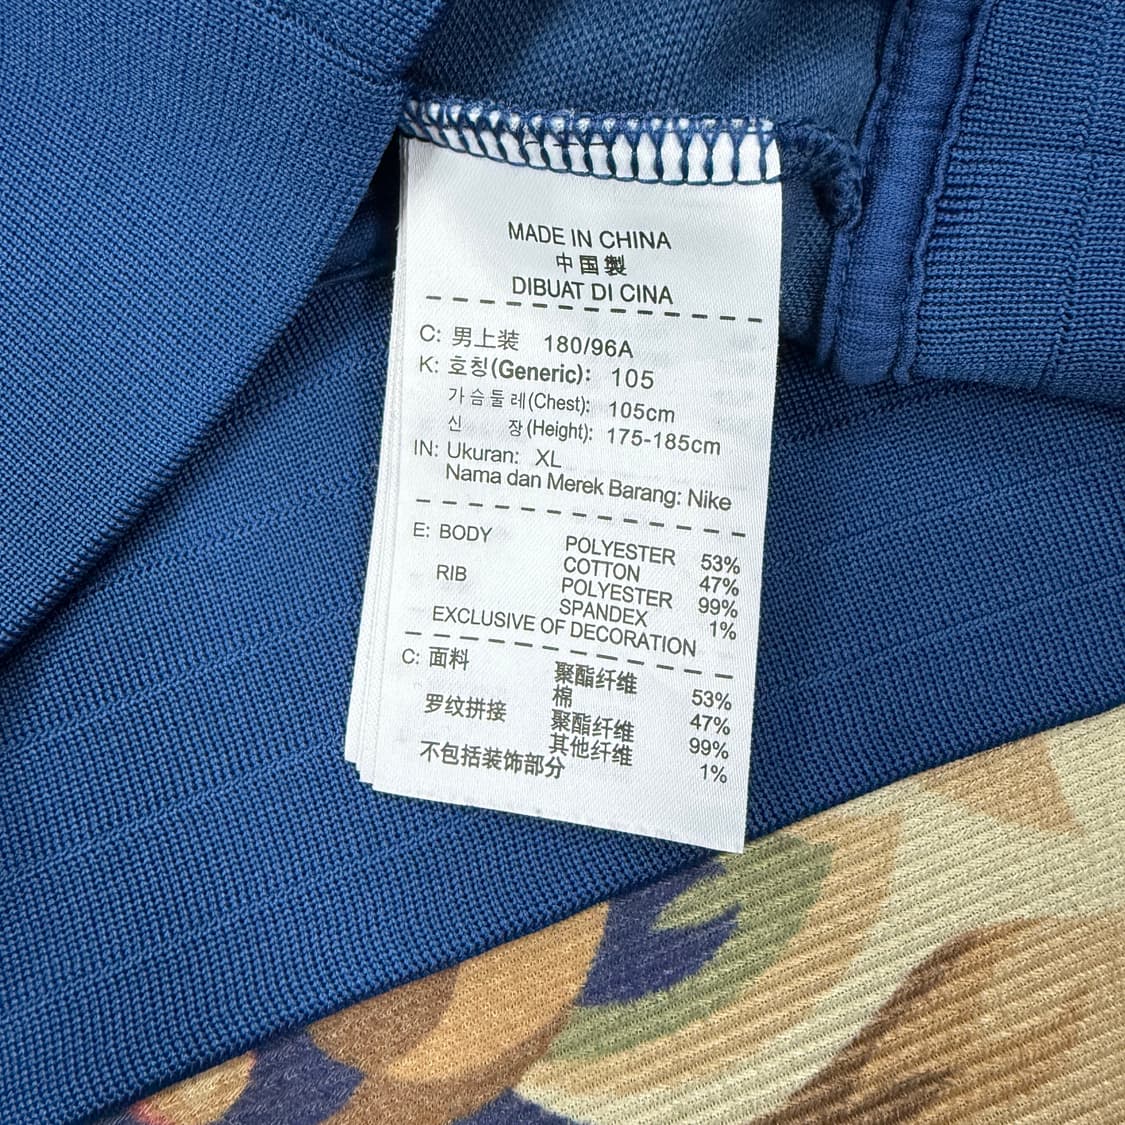 MADE IN CHINA
中国製
DIBUAT DI CINA
C: 男上装 180/96A
K: 호칭(Generic): 105
가슴둘레(Chest): 105cm
신 장(Height): 175-185cm
IN: Ukuran: XL
Nama dan Merek Barang: Nike
E: BODY POLYESTER 53%
COTTON 47%
RIB POLYESTER 99%
SPANDEX 1%
EXCLUSIVE OF DECORATION
C: 面料 聚酯纤维 53%
棉 47%
罗纹拼接 聚酯纤维 99%
其他纤维 1%
不包括装饰部分